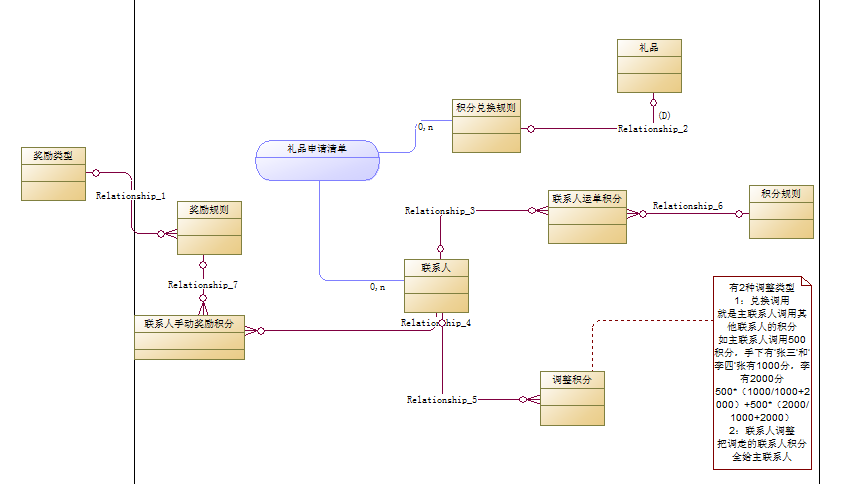 礼品
积分兑换规则
(D)
0,n
Relationship_2
礼品申请清单
奖励类型
Relationship_1
奖励规则
联系人运单积分
积分规则
Relationship_3
Relationship_6
联系人
Relationship_7
0,n
联系人手动奖励积分
Relationship_4
调整积分
Relationship_5
有2种调整类型
1：兑换调用
就是主联系人调用其
他联系人的积分
如主联系人调用500
积分，手下有'张三'和'
李四'张有1000分，李
有2000分
500*（1000/1000+2
000）+500*（2000/
1000+2000）
2：联系人调整
把调走的联系人积分
全给主联系人